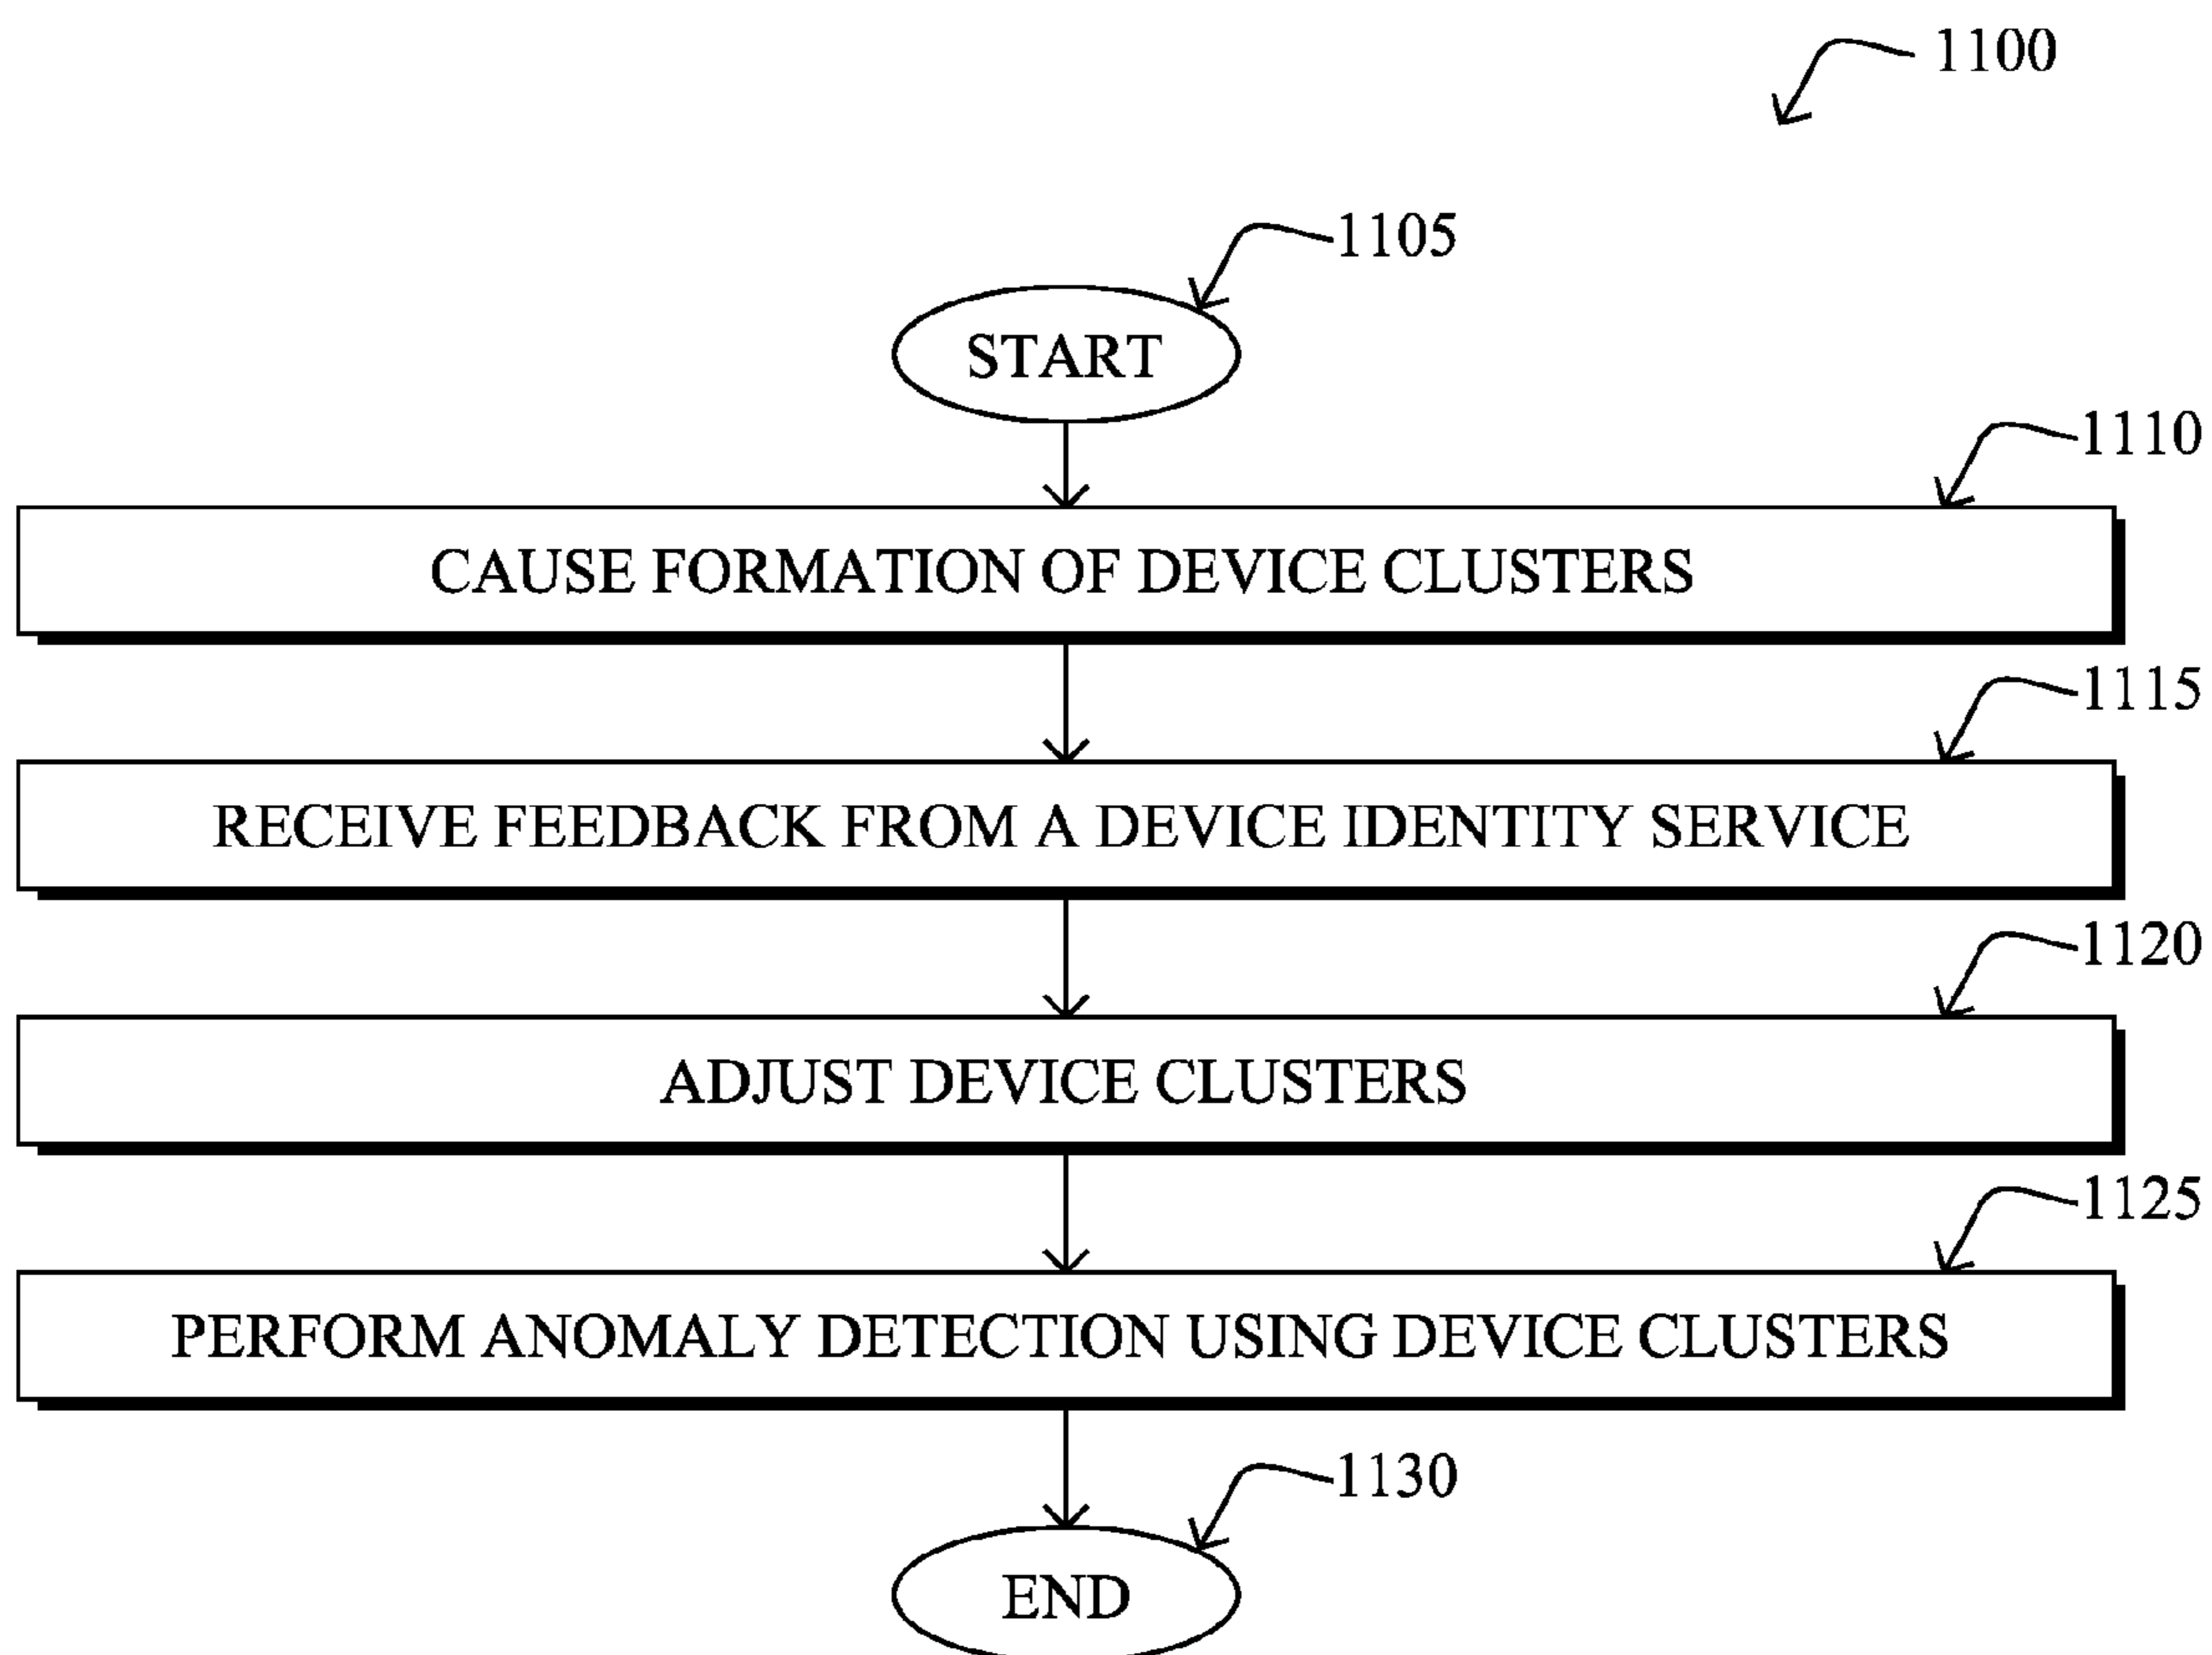 1100
1105
START
1110
CAUSE FORMATION OF DEVICE CLUSTERS
1115
RECEIVE FEEDBACK FROM A DEVICE IDENTITY SERVICE
1120
ADJUST DEVICE CLUSTERS
1125
PERFORM ANOMALY DETECTION USING DEVICE CLUSTERS
1130
END